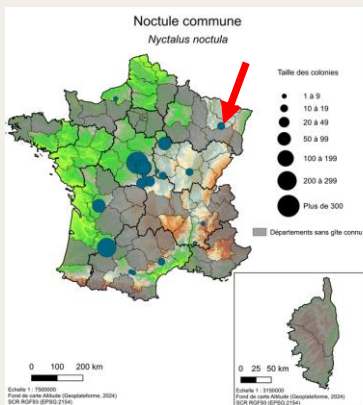 Noctule commune
Nyctalus noctula
Taille des colonies
1 à 9
10 à 19
20 à 49
50 à 99
100 à 199
200 à 299
Plus de 300
Départements sans gîte connu
0 100 200 km
0 25 50 km
Echelle 1 : 7500000
Fond de carte Altitude (Geoplateforme, 2024)
SCR RGF93 (EPSG:2154)
Echelle 1 : 3150000
Fond de carte Altitude (Geoplateforme, 2024)
SCR RGF93 (EPSG:2154)